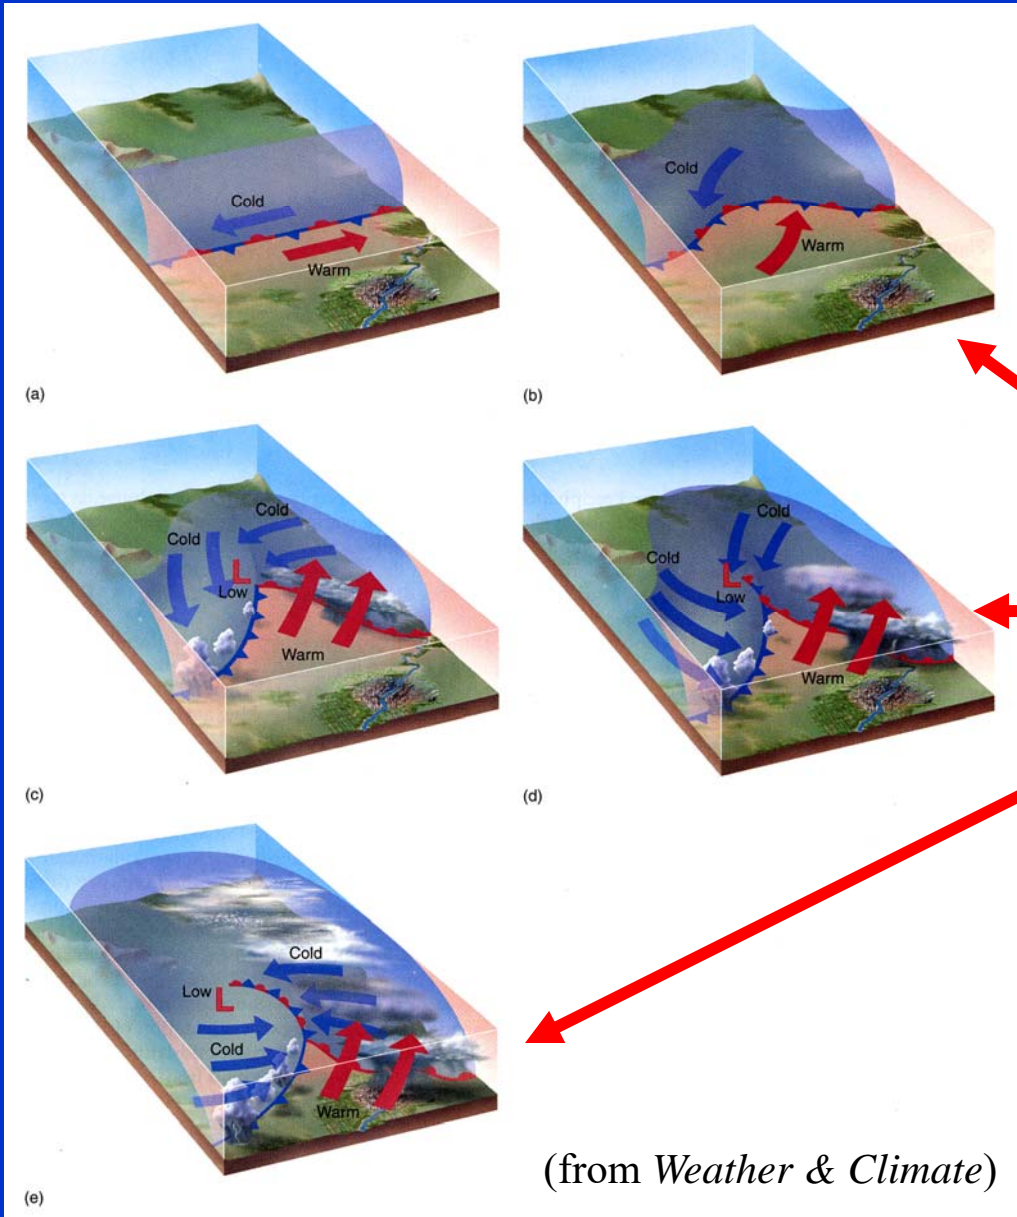 Cold
Warm
(a)
Cold
Warm
(b)
Cold
Cold
L
Low
Warm
(c)
Cold
Cold
L
Low
Warm
(d)
Cold
Low L
Cold
Warm
(e)
(from Weather & Climate)